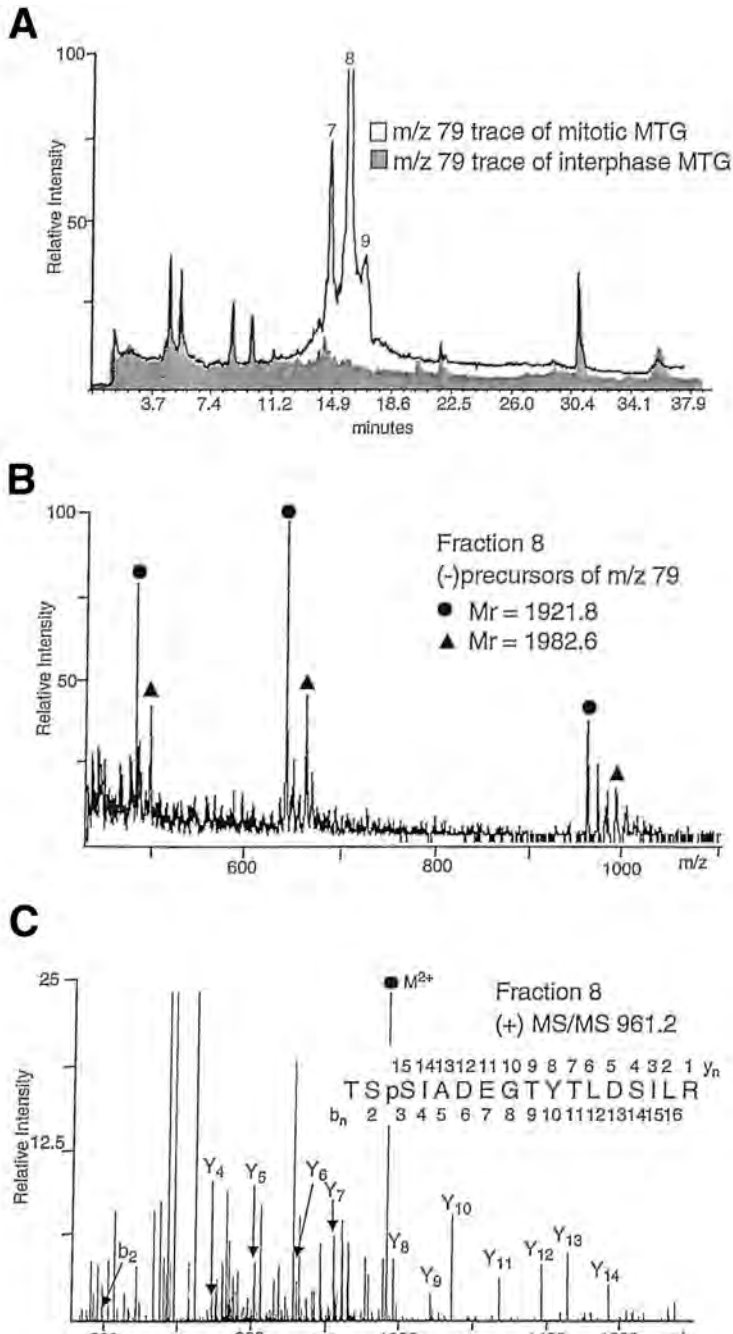 A
100
8
7
m/z 79 trace of mitotic MTG
m/z 79 trace of interphase MTG
Relative Intensity
50
9
3.7 7.4 11.2 14.9 18.6 22.5 26.0 30.4 34.1 37.9
minutes
B
100
Fraction 8
(-)precursors of m/z 79
Mr = 1921.8
Mr = 1982.6
Relative Intensity
50
600 800 1000 m/z
C
25
M2+
Fraction 8
(+) MS/MS 961.2
15 14 13 12 11 10 9 8 7 6 5 4 3 2 1 yn
TSpSIADEGTYTLDSILR
bn 2 3 4 5 6 7 8 9 10 11 12 13 14 15 16
Relative Intensity
12.5
Y4 Y5 Y6 Y7
b2
Y8 Y9 Y10 Y11 Y12 Y13 Y14